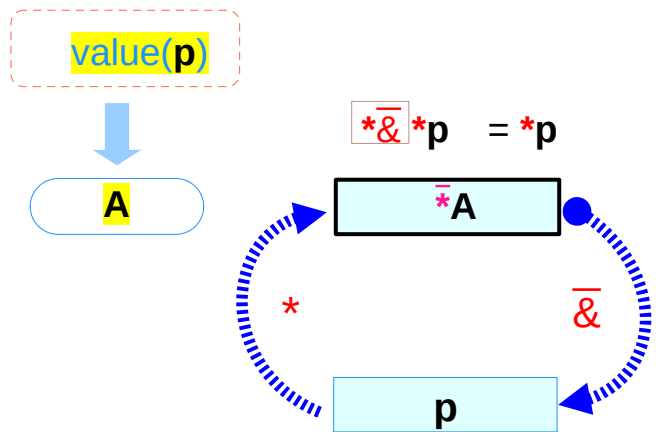 value(p)
*&̅ *p = *p
A
*̅A
* &̅
p